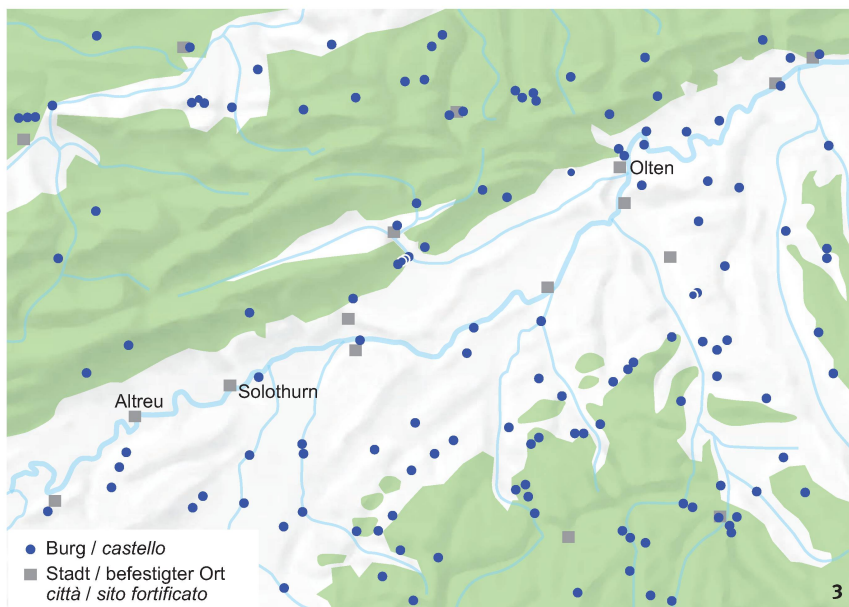 Olten
Solothurn
Altreu
Burg / castello
Stadt / befestigter Ort
città / sito fortificato
3